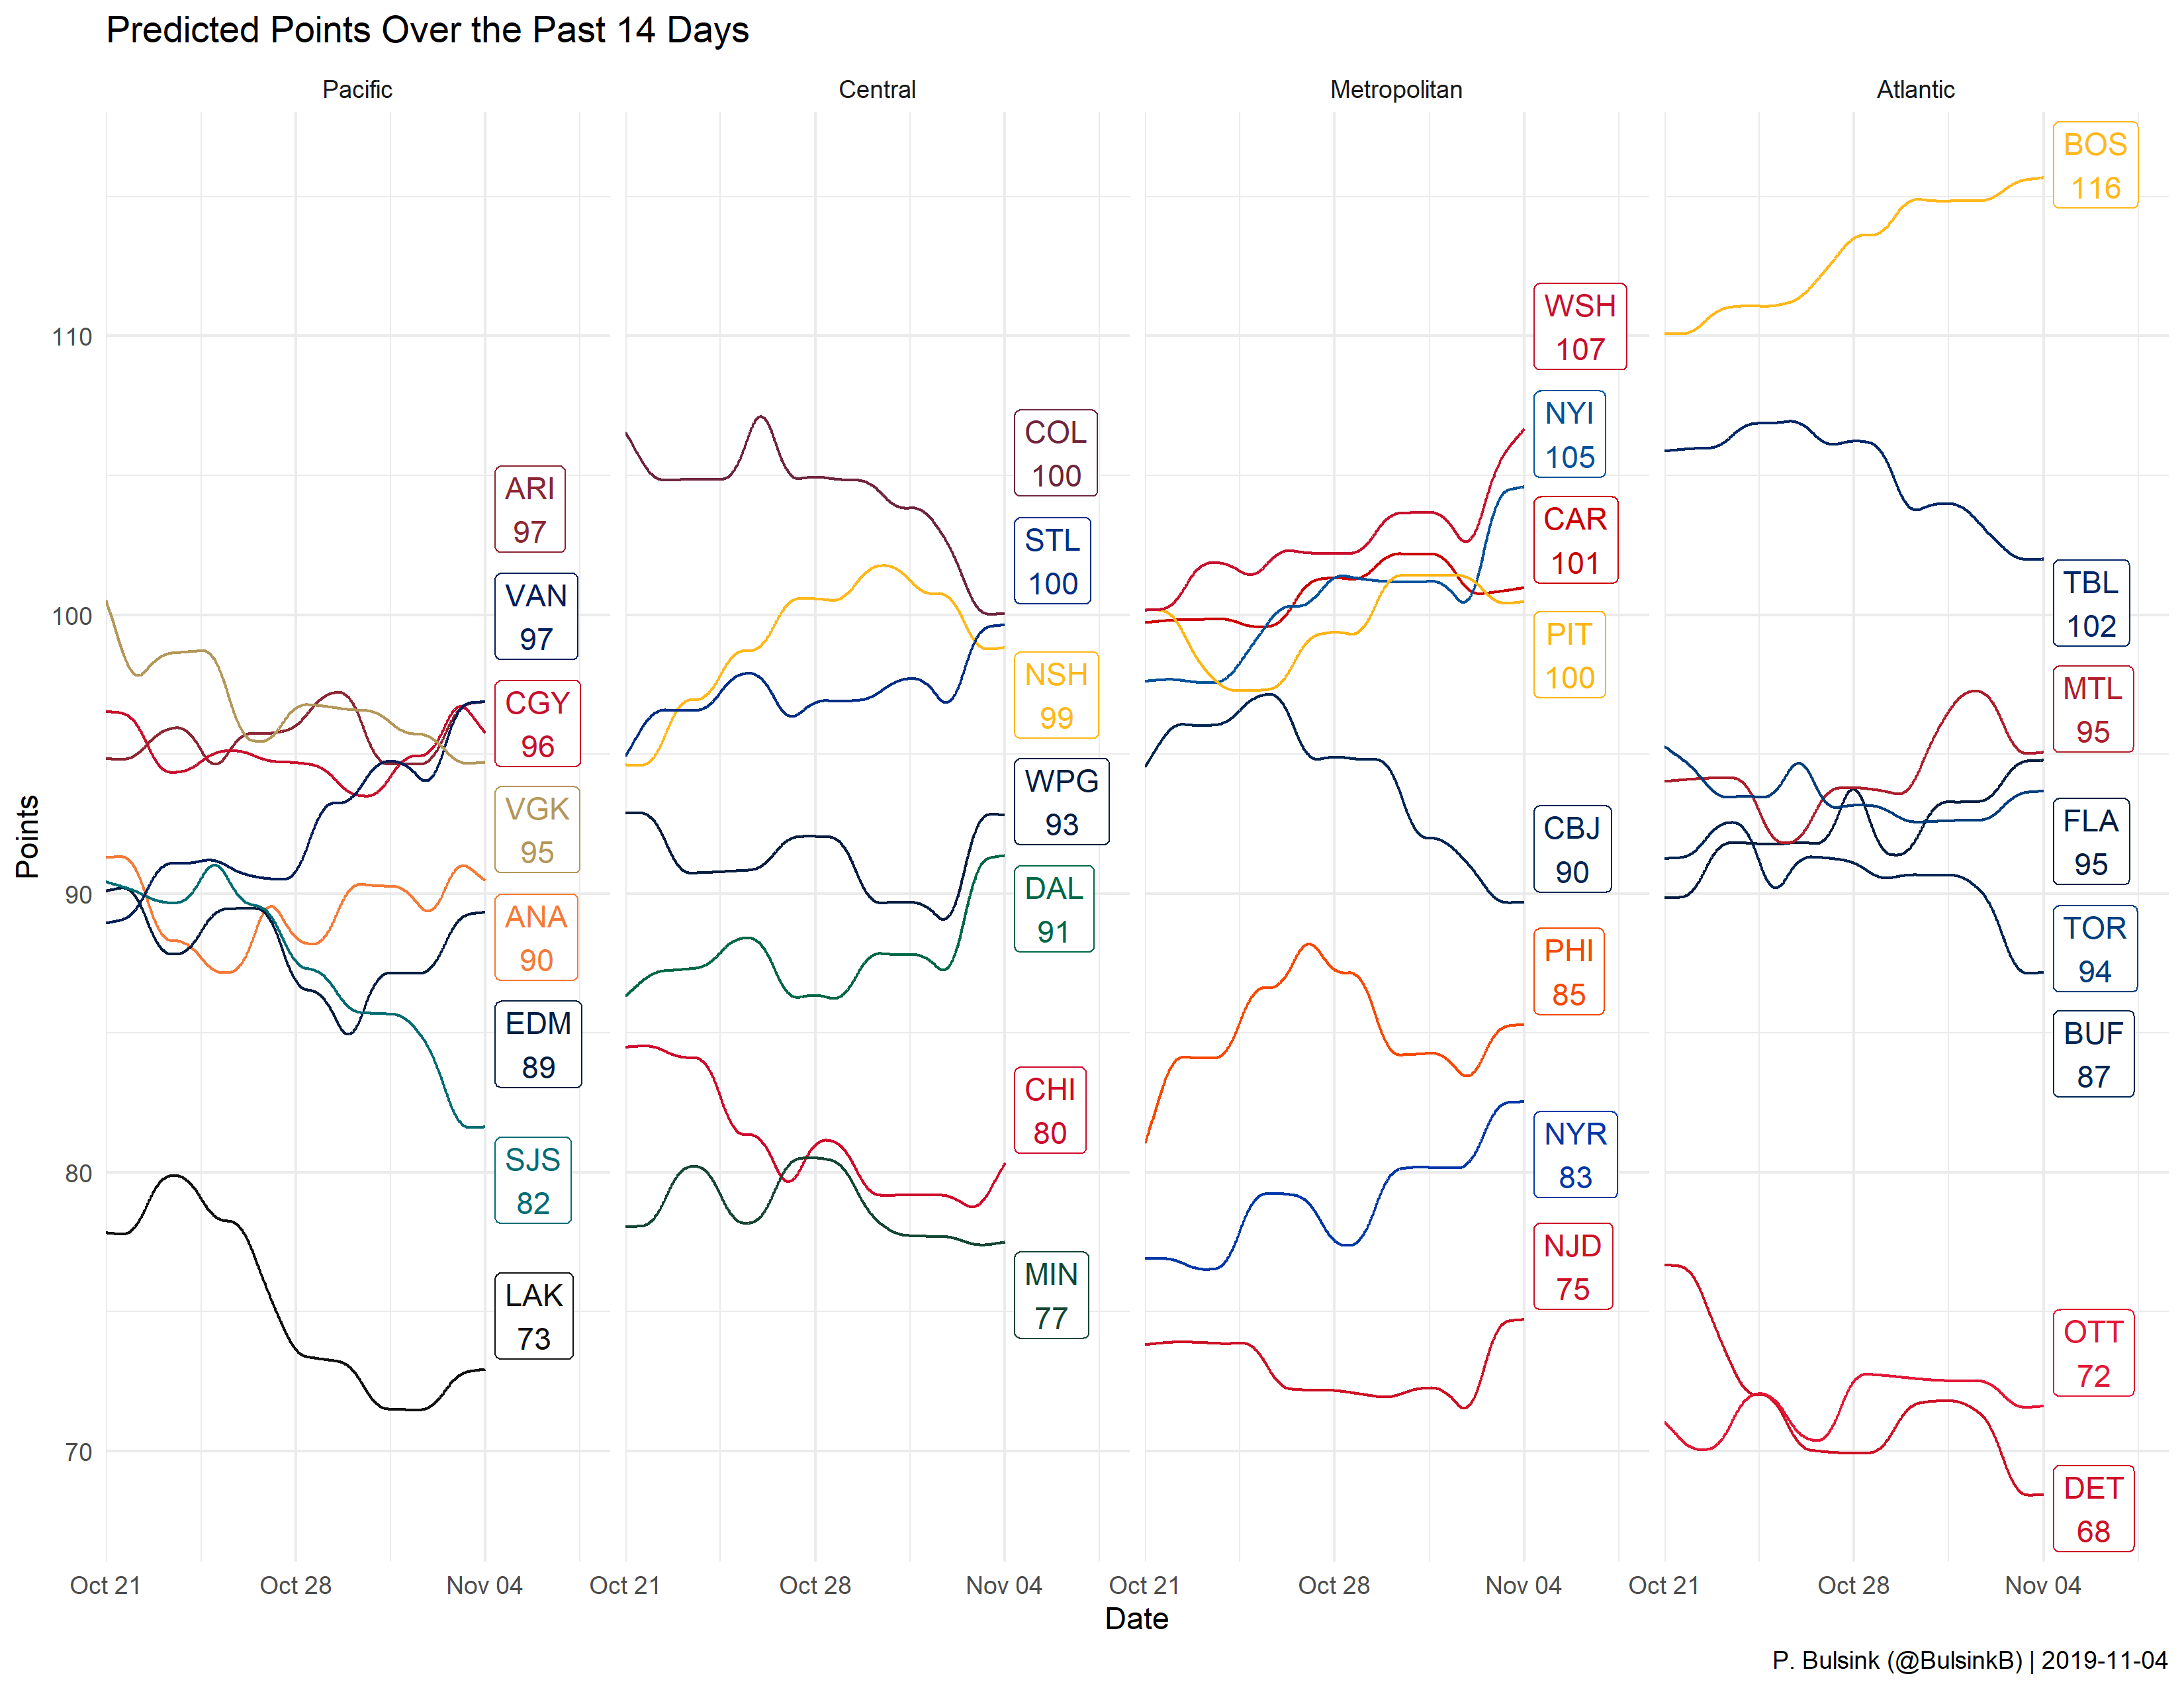 Predicted Points Over the Past 14 Days
Pacific
Central
Metropolitan
Atlantic
Points
110
100
90
80
70
ARI
97
VAN
97
CGY
96
VGK
95
ANA
90
EDM
89
SJS
82
LAK
73
COL
100
STL
100
NSH
99
WPG
93
DAL
91
CHI
80
MIN
77
WSH
107
NYI
105
CAR
101
PIT
100
CBJ
90
PHI
85
NYR
83
NJD
75
BOS
116
TBL
102
MTL
95
FLA
95
TOR
94
BUF
87
OTT
72
DET
68
Oct 21
Oct 28
Nov 04
Oct 21
Oct 28
Nov 04
Oct 21
Oct 28
Nov 04
Oct 21
Oct 28
Nov 04
Date
P. Bulsink (@BulsinkB) | 2019-11-04